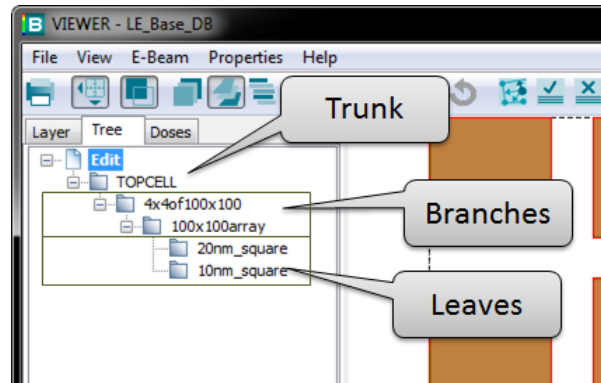 B VIEWER - LE_Base_DB
File View E-Beam Properties Help
Trunk
Layer Tree Doses
Edit
TOPCELL
4x4of100x100
Branches
100x100array
20nm_square
10nm_square
Leaves